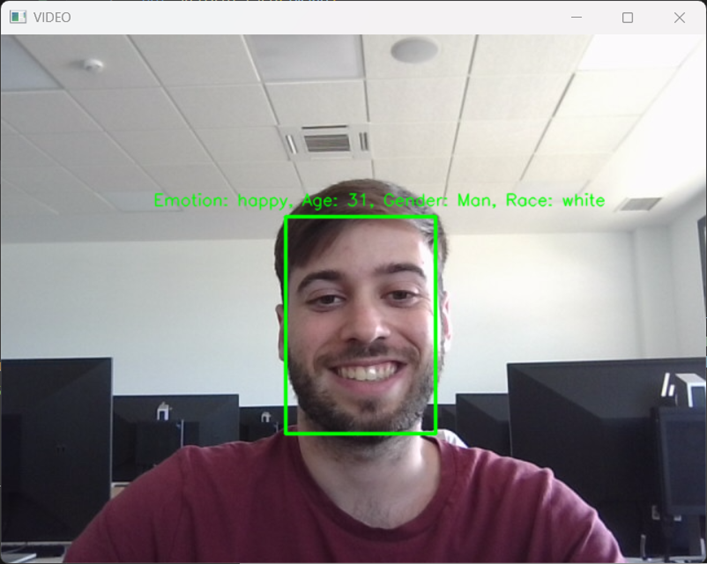 VIDEO
Emotion: happy, Age: 31, Gender: Man, Race: white